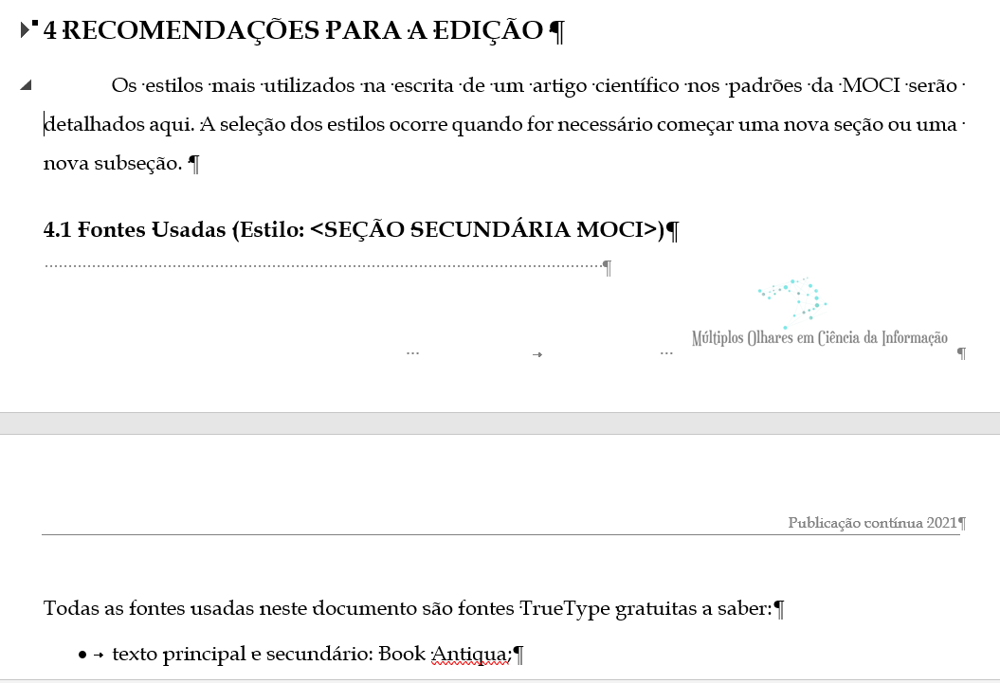 4 RECOMENDAÇÕES PARA A EDIÇÃO
Os estilos mais utilizados na escrita de um artigo científico nos padrões da MOCI serão
detalhados aqui. A seleção dos estilos ocorre quando for necessário começar uma nova seção ou uma
nova subseção.
4.1 Fontes Usadas (Estilo: <SEÇÃO SECUNDÁRIA MOCI>)
Múltiplos Olhares em Ciência da Informação
Publicação contínua 2021
Todas as fontes usadas neste documento são fontes TrueType gratuitas a saber:
• texto principal e secundário: Book Antiqua;